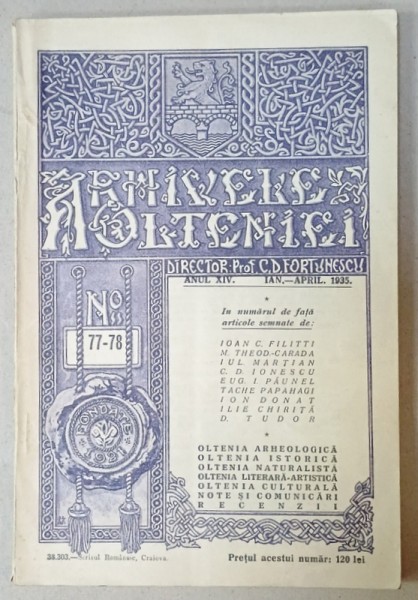 ARHIVELE
OLTENIEI
DIRECTOR: Prof. C.D. FORTUNESCU
ANUL XIV. IAN.—APRIL. 1935.
No
77-78
In numărul de față
articole semnate de:
IOAN C. FILITTI
M. THEOD.-CARADA
IUL. MARȚIAN
C. D. IONESCU
EUG. I. PĂUNEL
TACHE PAPAHAGI
ION DONAT
ILIE CHIRIȚĂ
D. TUDOR
FONDATE
1921
OLTENIA ARHEOLOGICĂ
OLTENIA ISTORICĂ
OLTENIA NATURALISTĂ
OLTENIA LITERARĂ-ARTISTICĂ
OLTENIA CULTURALĂ
NOTE ȘI COMUNICĂRI
RECENZII
Scrisul Românesc, Craiova.
Prețul acestui număr: 120 lei